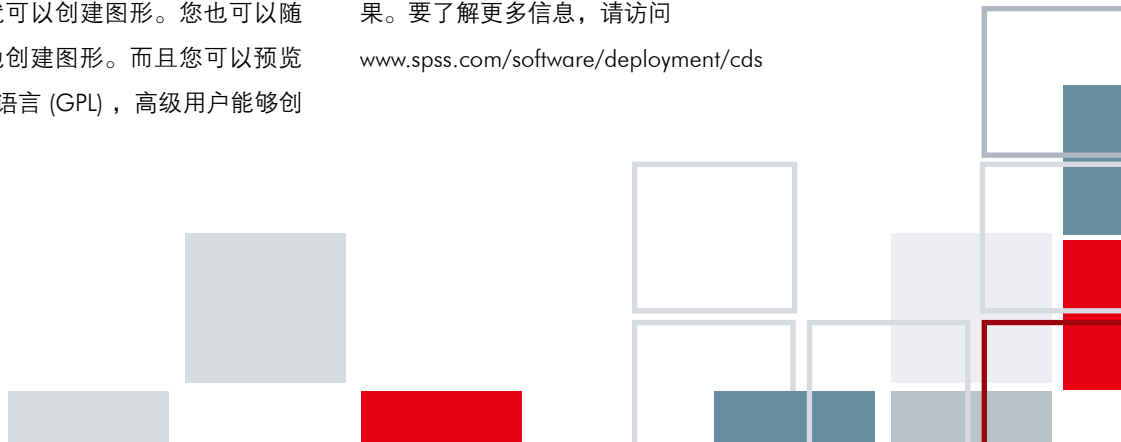 可以创建图形。您也可以随
创建图形。而且您可以预览
语言 (GPL) ，高级用户能够创
果。要了解更多信息，请访问
www.spss.com/software/deployment/cds